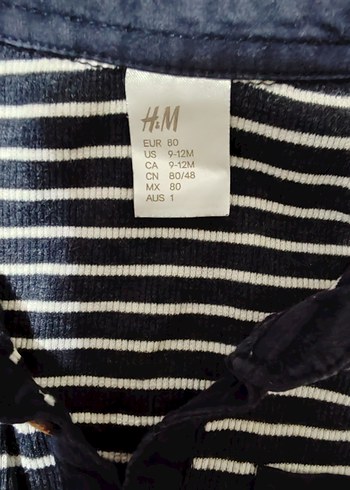 H&M
EUR 80
US 9-12M
CA 9-12M
CN 80/48
MX 80
AUS 1